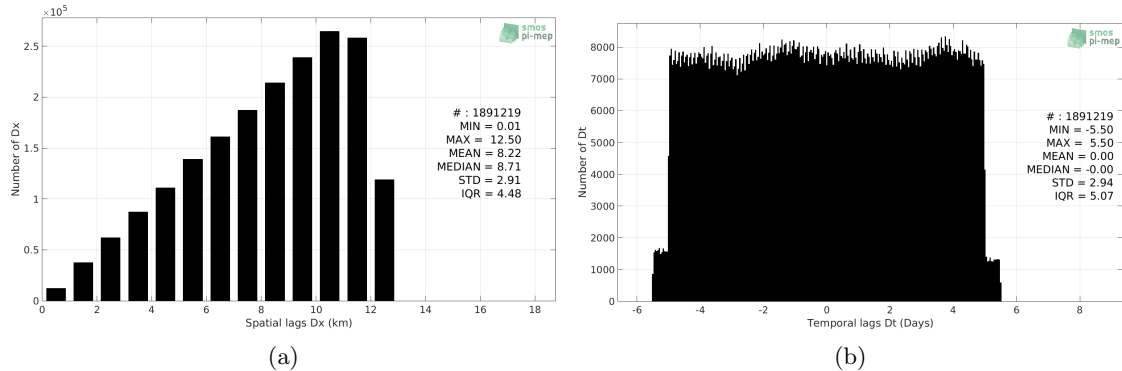 ×10⁵
smos
pi-mep
2.5
2
1.5
1
0.5
0
Number of Dx
# : 1891219
MIN = 0.01
MAX = 12.50
MEAN = 8.22
MEDIAN = 8.71
STD = 2.91
IQR = 4.48
0 2 4 6 8 10 12 14 16 18
Spatial lags Dx (km)
(a)
smos
pi-mep
8000
7000
6000
5000
4000
3000
2000
1000
0
Number of Dt
# : 1891219
MIN = -5.50
MAX = 5.50
MEAN = 0.00
MEDIAN = -0.00
STD = 2.94
IQR = 5.07
-6 -4 -2 0 2 4 6 8
Temporal lags Dt (Days)
(b)